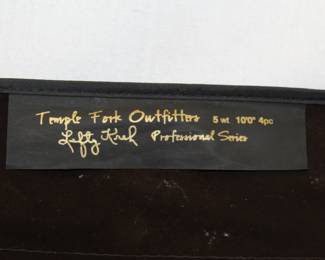 Temple Fork Outfitters 5 wt 10'0" 4pc
Lefty Kreh Professional Series